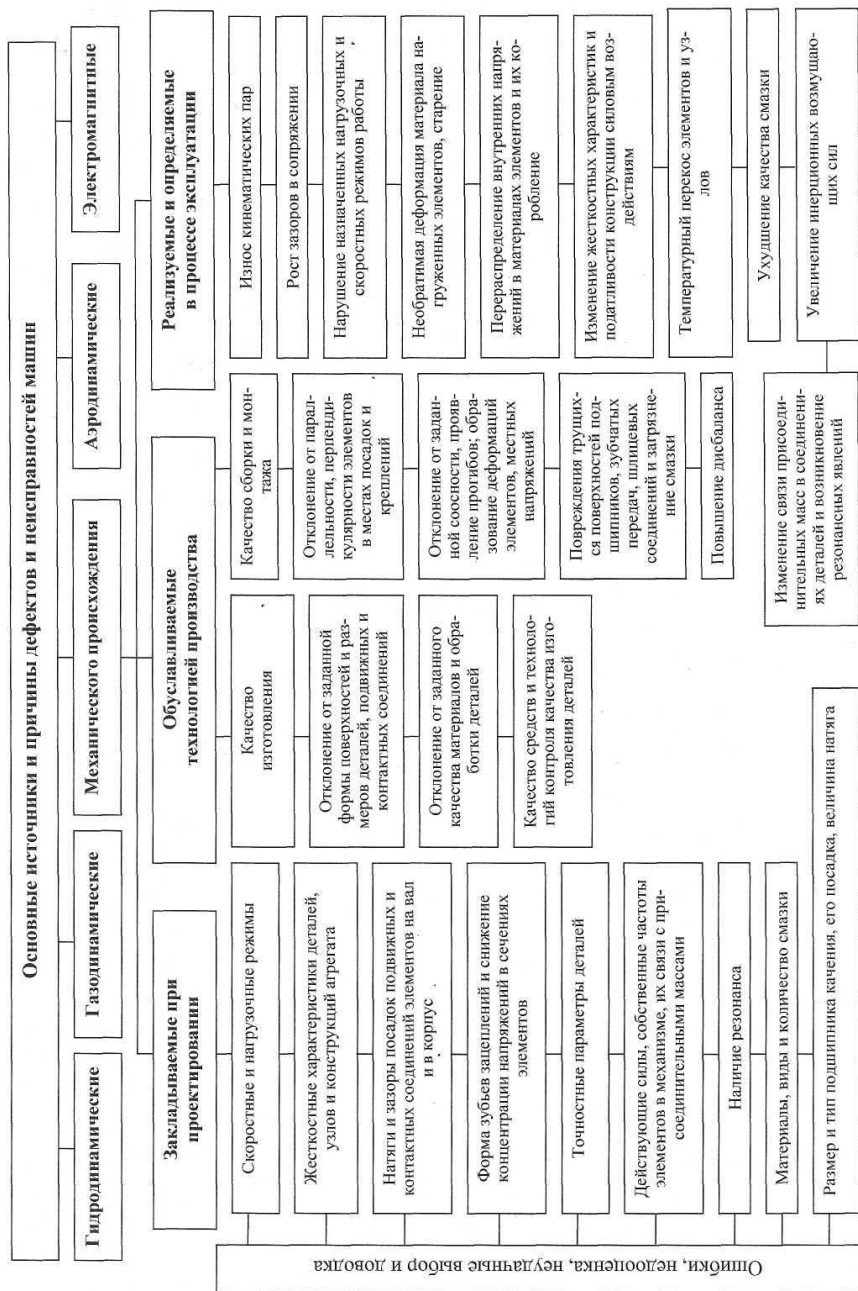 Основные источники и причины дефектов и неисправностей машин
Гидродинамические
Газодинамические
Механического происхождения
Аэродинамические
Электромагнитные
Закладываемые при
проектировании
Скоростные и нагрузочные режимы
Жесткостные характеристики деталей,
узлов и конструкций агрегата
Натяги и зазоры посадок подвижных и
контактных соединений элементов на вал
и в корпус
Форма зубьев зацеплений и снижение
концентрации напряжений в сечениях
элементов
Точностные параметры деталей
Действующие силы, собственные частоты
элементов в механизме, их связи с при-
соединительными массами
Наличие резонанса
Материалы, виды и количество смазки
Размер и тип подшипника качения, его посадка, величина натяга
Ошибки, недооценка, неудачные выбор и доводка
Обуславливаемые
технологией производства
Качество
изготовления
Отклонение от заданной
формы поверхностей и раз-
меров деталей, подвижных и
контактных соединений
Отклонение от заданного
качества материалов и обра-
ботки деталей
Качество средств и техноло-
гий контроля качества изго-
товления деталей
Качество сборки и мон-
тажа
Отклонение от парал-
лельности, перпенди-
кулярности элементов
в местах посадок и
креплений
Отклонение от задан-
ной соосности, прояв-
ление прогибов; обра-
зование деформаций
элементов, местных
напряжений
Повреждения трущих-
ся поверхностей под-
шипников, зубчатых
передач, шлицевых
соединений и загрязне-
ние смазки
Повышение дисбаланса
Изменение связи присоеди-
нительных масс в соединени-
ях деталей и возникновение
резонансных явлений
Реализуемые и определяемые
в процессе эксплуатации
Износ кинематических пар
Рост зазоров в сопряжении
Нарушение назначенных нагрузочных и
скоростных режимов работы
Необратимая деформация материала на-
груженных элементов, старение
Перераспределение внутренних напря-
жений в материалах элементов и их ко-
робление
Изменение жесткостных характеристик и
податливости конструкции силовым воз-
действиям
Температурный перекос элементов и уз-
лов
Ухудшение качества смазки
Увеличение инерционных возмущаю-
щих сил